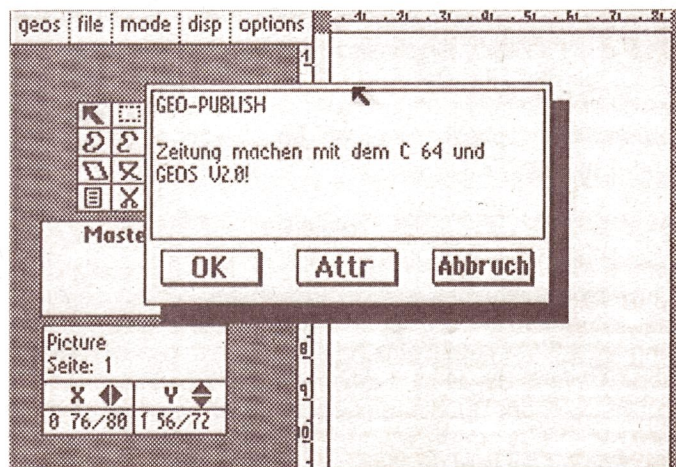 geos file mode disp options
GEO-PUBLISH
Zeitung machen mit dem C 64 und
GEOS V2.0!
OK Attr Abbruch
Picture
Seite: 1
X Y
0 76/80 1 56/72